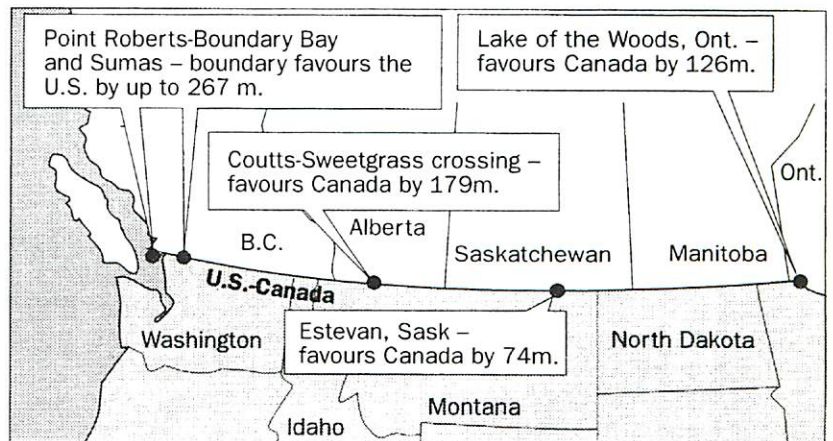 Point Roberts-Boundary Bay
and Sumas – boundary favours the
U.S. by up to 267 m.
Lake of the Woods, Ont. –
favours Canada by 126m.
Coutts-Sweetgrass crossing –
favours Canada by 179m.
Ont.
B.C.
Alberta
Saskatchewan
Manitoba
U.S.-Canada
Washington
Estevan, Sask –
favours Canada by 74m.
North Dakota
Idaho
Montana